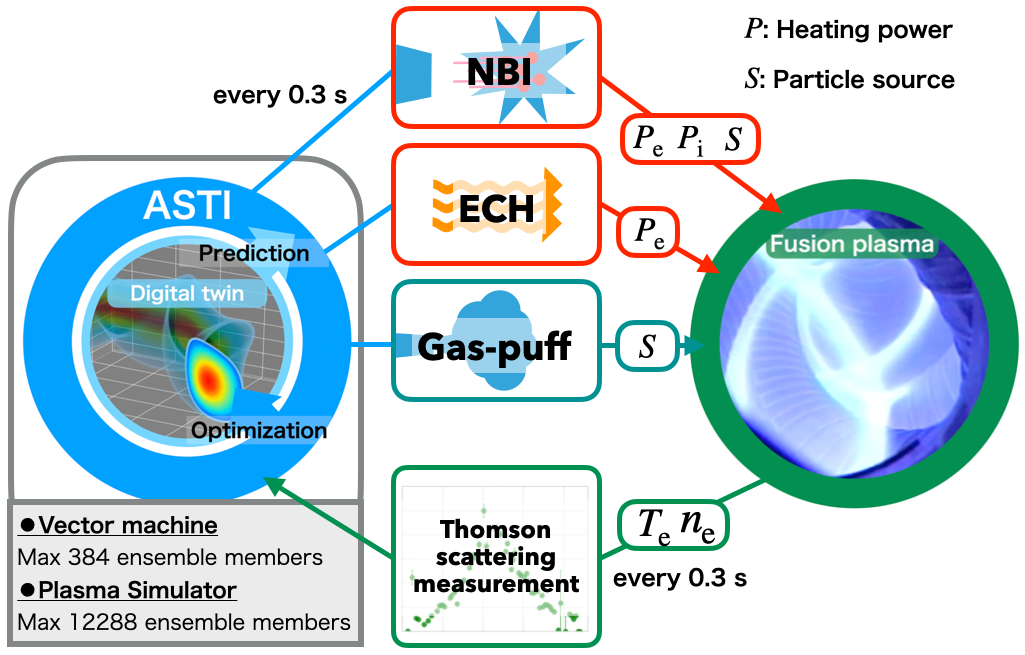 P: Heating power
S: Particle source
every 0.3 s
NBI
Pe Pi S
ASTI
ECH
Pe
Prediction
Fusion plasma
Digital twin
Gas-puff
S
Optimization
Thomson
scattering
measurement
Te ne
every 0.3 s
●Vector machine
Max 384 ensemble members
●Plasma Simulator
Max 12288 ensemble members